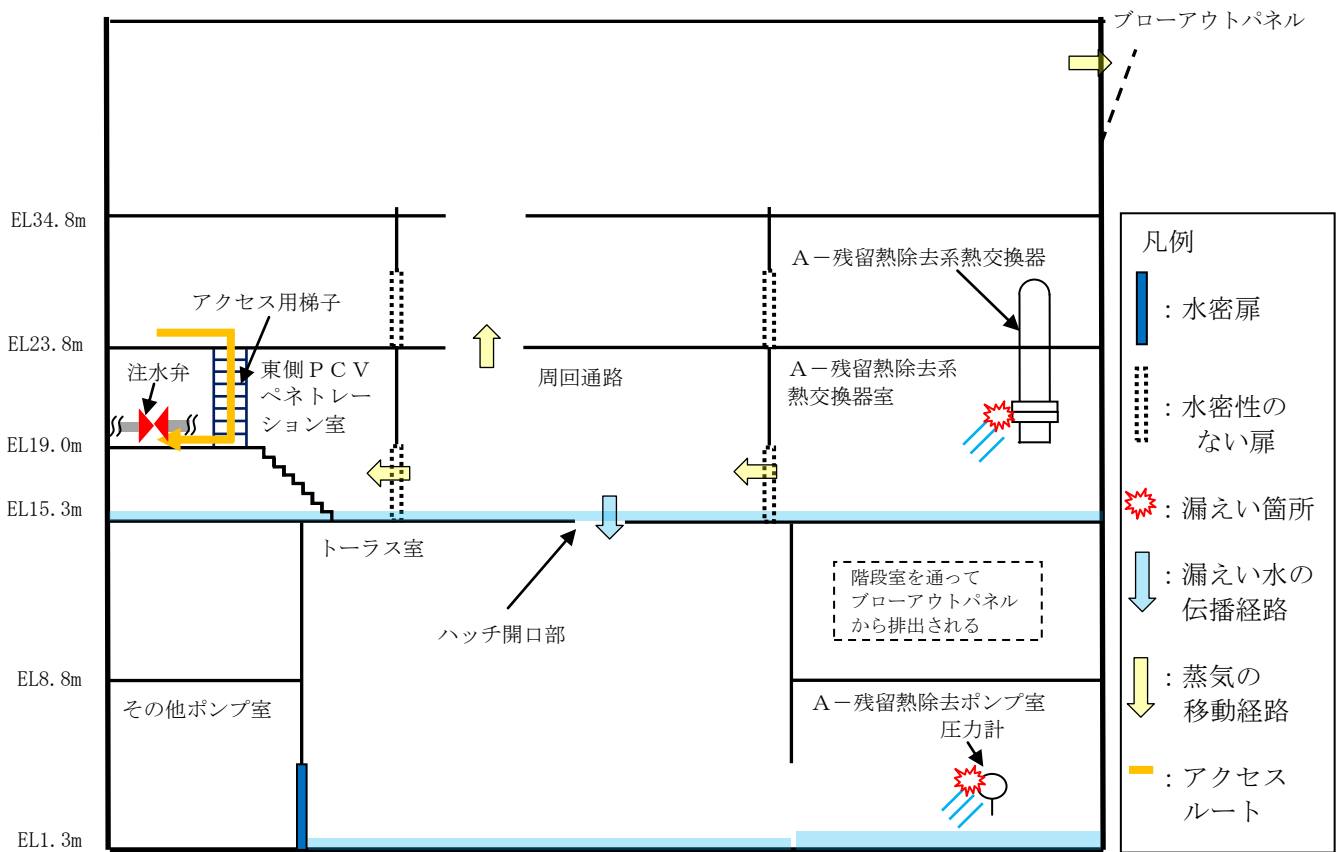 ブローアウトパネル
EL34.8m
A－残留熱除去系熱交換器
アクセス用梯子
EL23.8m
注水弁
東側ＰＣＶ
ペネトレー
ション室
周回通路
A－残留熱除去系
熱交換器室
EL19.0m
EL15.3m
トーラス室
ハッチ開口部
階段室を通って
ブローアウトパネル
から排出される
EL8.8m
その他ポンプ室
A－残留熱除去ポンプ室
圧力計
EL1.3m
凡例
：水密扉
：水密性の
ない扉
：漏えい箇所
：漏えい水の
伝播経路
：蒸気の
移動経路
：アクセス
ルート